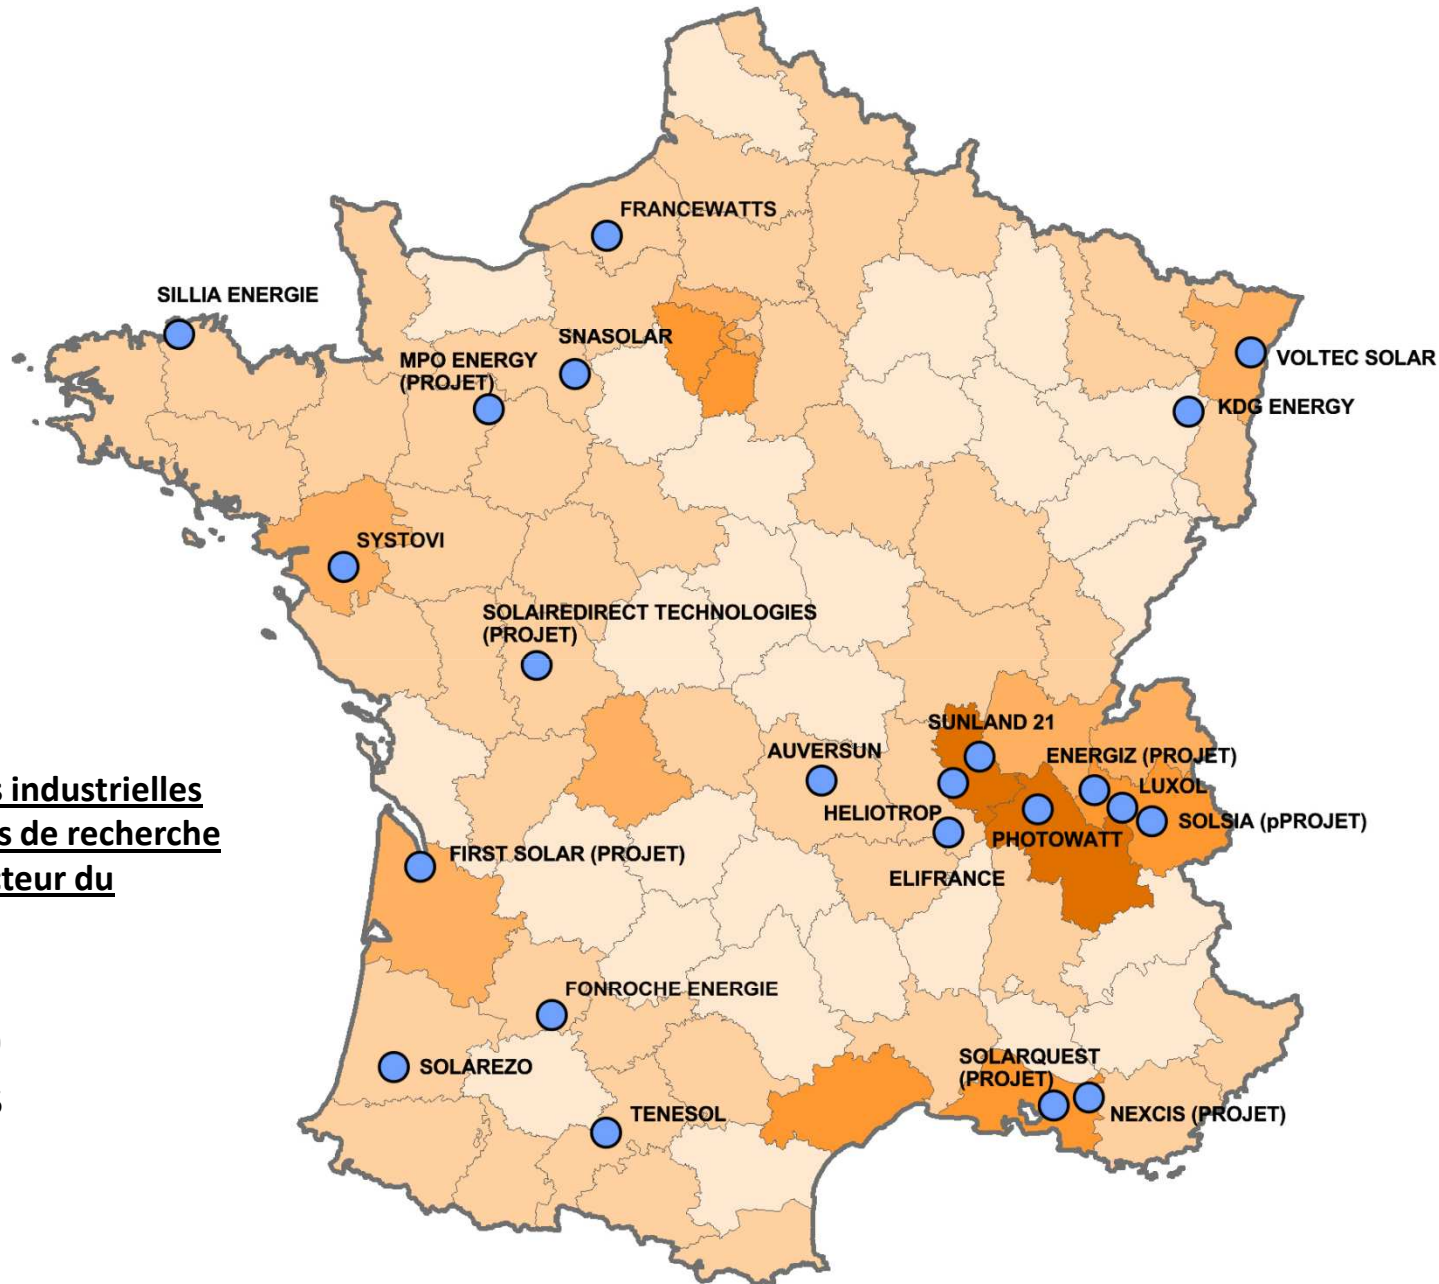 FRANCEWATTS
SILLIA ENERGIE
SNASOLAR
MPO ENERGY
(PROJET)
VOLTEC SOLAR
KDG ENERGY
SYSTOVI
SOLAIREDIRECT TECHNOLOGIES
(PROJET)
SUNLAND 21
AUVERSUN
ENERGIZ (PROJET)
LUXOL
HELIOTROP
SOLSIA (pPROJET)
PHOTOWATT
ELIFRANCE
s industrielles
s de recherche
cteur du
FIRST SOLAR (PROJET)
FONROCHE ENERGIE
SOLAREZO
SOLARQUEST
(PROJET)
TENESOL
NEXCIS (PROJET)